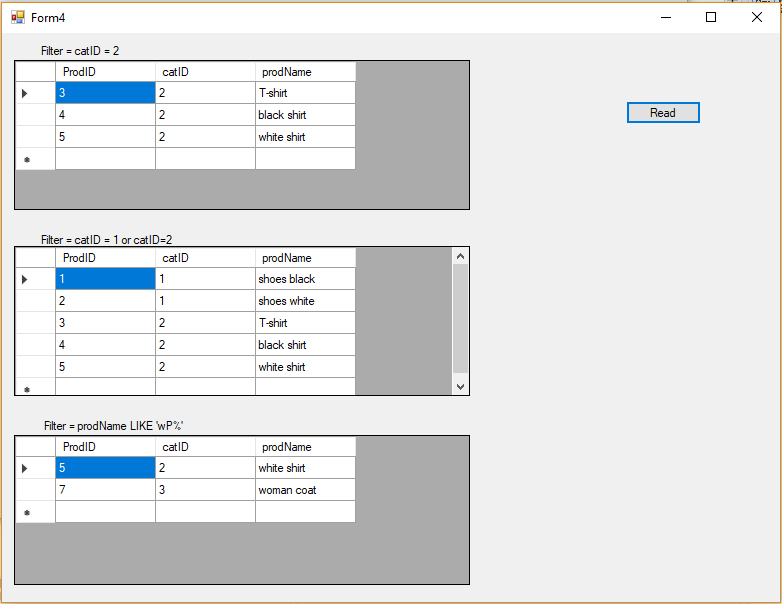 Form4
Filter = catID = 2
ProdID catID prodName
3 2 T-shirt
4 2 black shirt
5 2 white shirt
Read
Filter = catID = 1 or catID=2
ProdID catID prodName
1 1 shoes black
2 1 shoes white
3 2 T-shirt
4 2 black shirt
5 2 white shirt
Filter = prodName LIKE 'wP%'
ProdID catID prodName
5 2 white shirt
7 3 woman coat